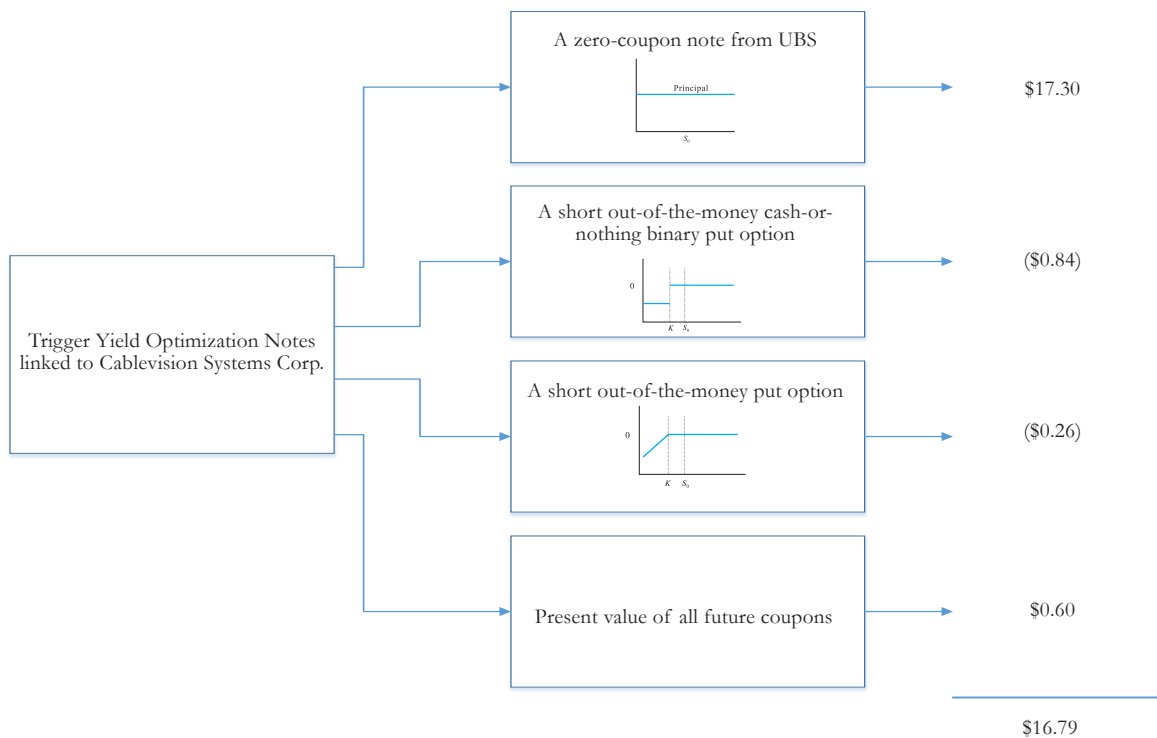 A zero-coupon note from UBS
Principal
S0
$17.30
A short out-of-the-money cash-or-
nothing binary put option
0
K S0
($0.84)
Trigger Yield Optimization Notes
linked to Cablevision Systems Corp.
A short out-of-the-money put option
0
K S0
($0.26)
Present value of all future coupons
$0.60
$16.79